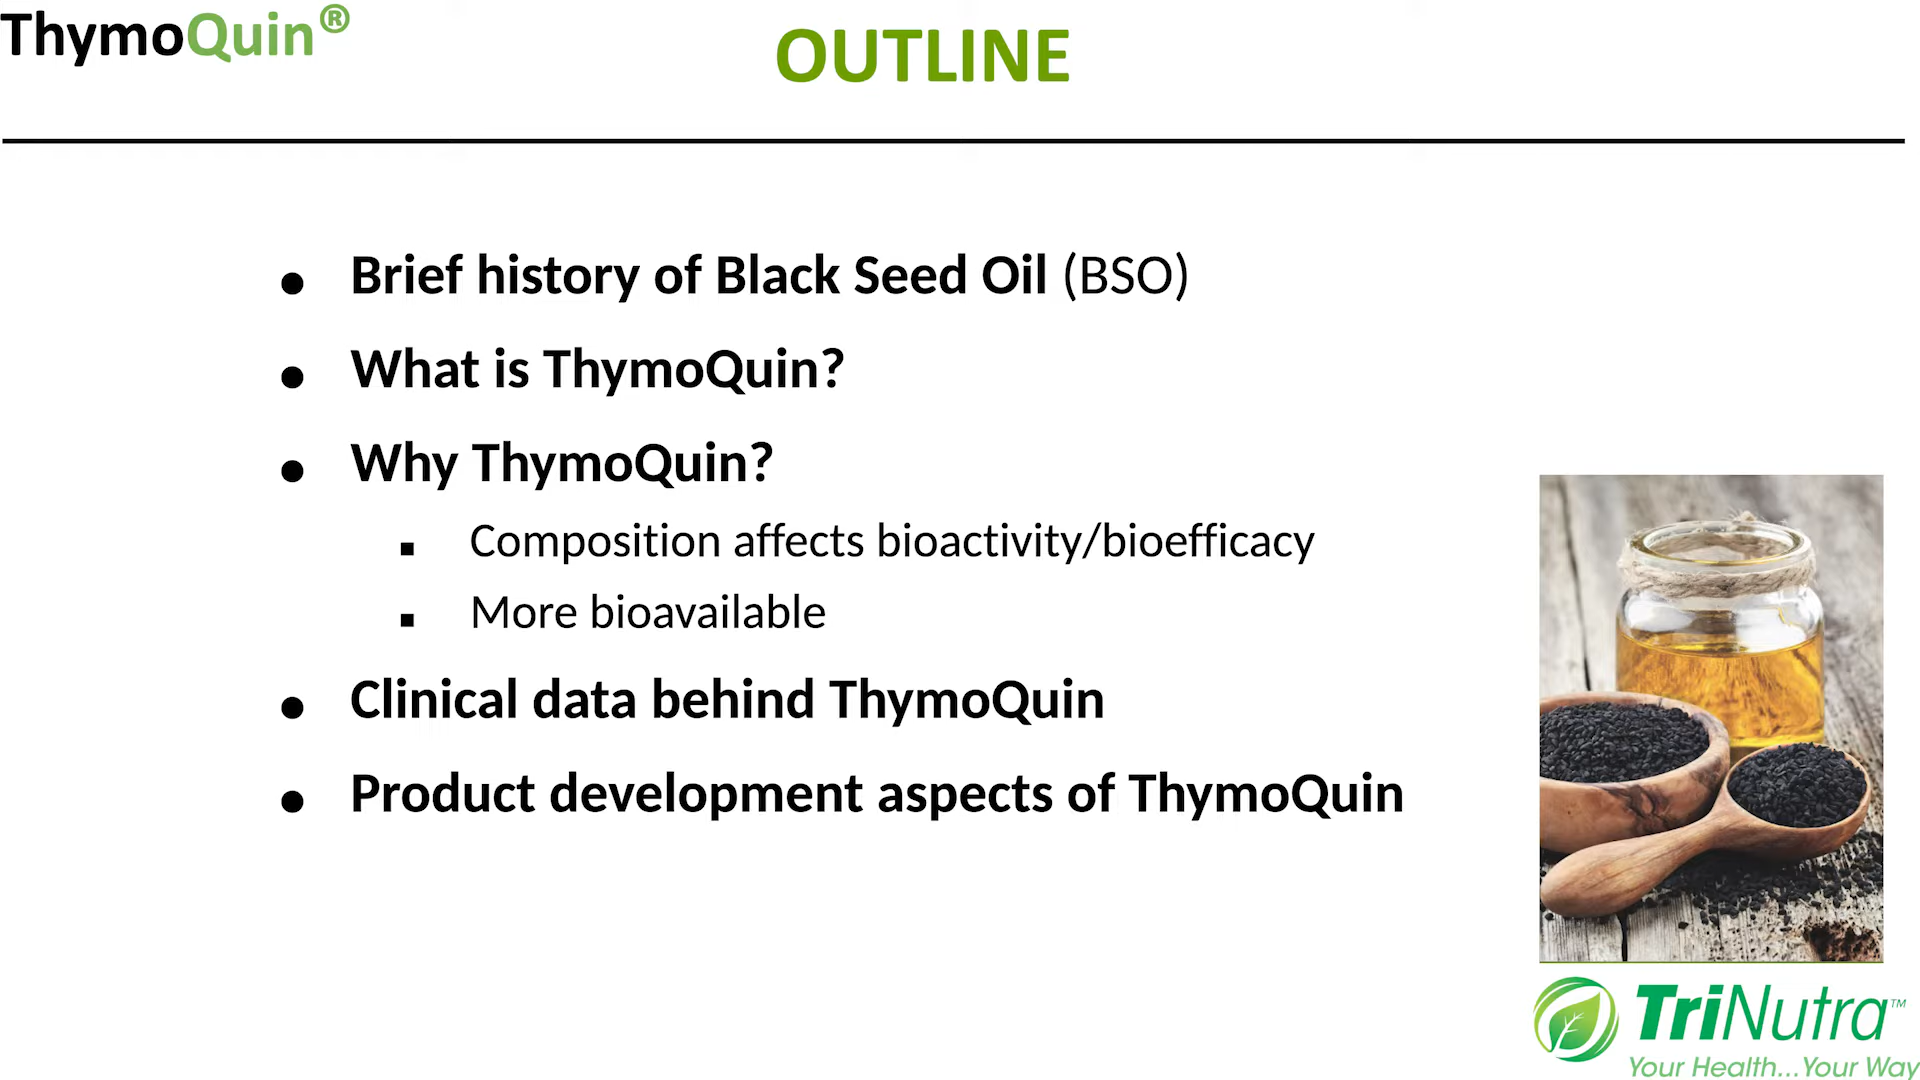 ThymoQuin®
OUTLINE
• Brief history of Black Seed Oil (BSO)
• What is ThymoQuin?
• Why ThymoQuin?
▪ Composition affects bioactivity/bioefficacy
▪ More bioavailable
• Clinical data behind ThymoQuin
• Product development aspects of ThymoQuin
TriNutra™
Your Health...Your Way